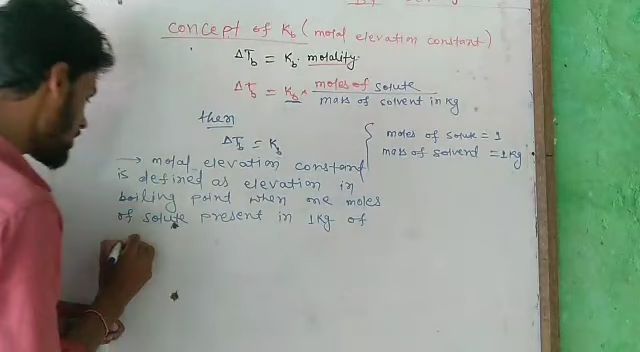 concept of Kb (molal elevation constant)
ΔTb = Kb. molality.
ΔTb = Kb × moles of solute / mass of solvent in Kg
then
ΔTb = Kb
{ moles of solute = 1
mass of solvent = 1Kg
→ molal elevation constant
is defined as elevation in
boiling point when one moles
of solute present in 1Kg of